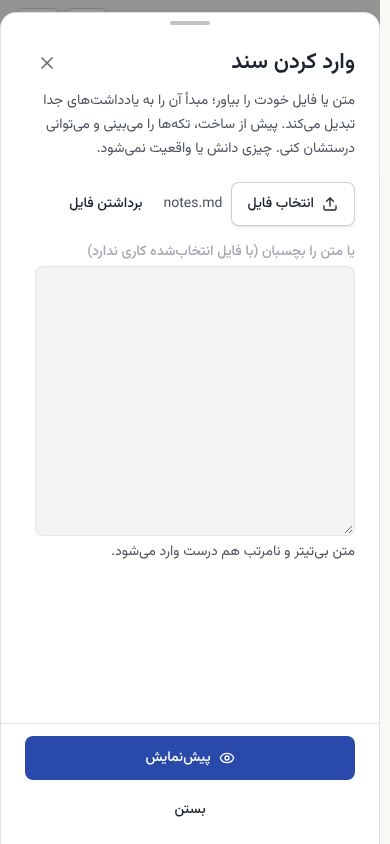 وارد کردن سند
متن یا فایل خودت را بیاور؛ مبدأ آن را به یادداشت‌های جدا
تبدیل می‌کند. پیش از ساخت، تکه‌ها را می‌بینی و می‌توانی
درستشان کنی. چیزی دانش یا واقعیت نمی‌شود.
انتخاب فایل notes.md برداشتن فایل
یا متن را بچسبان (با فایل انتخاب‌شده کاری ندارد)
متن بی‌تیتر و نامرتب هم درست وارد می‌شود.
پیش‌نمایش
بستن